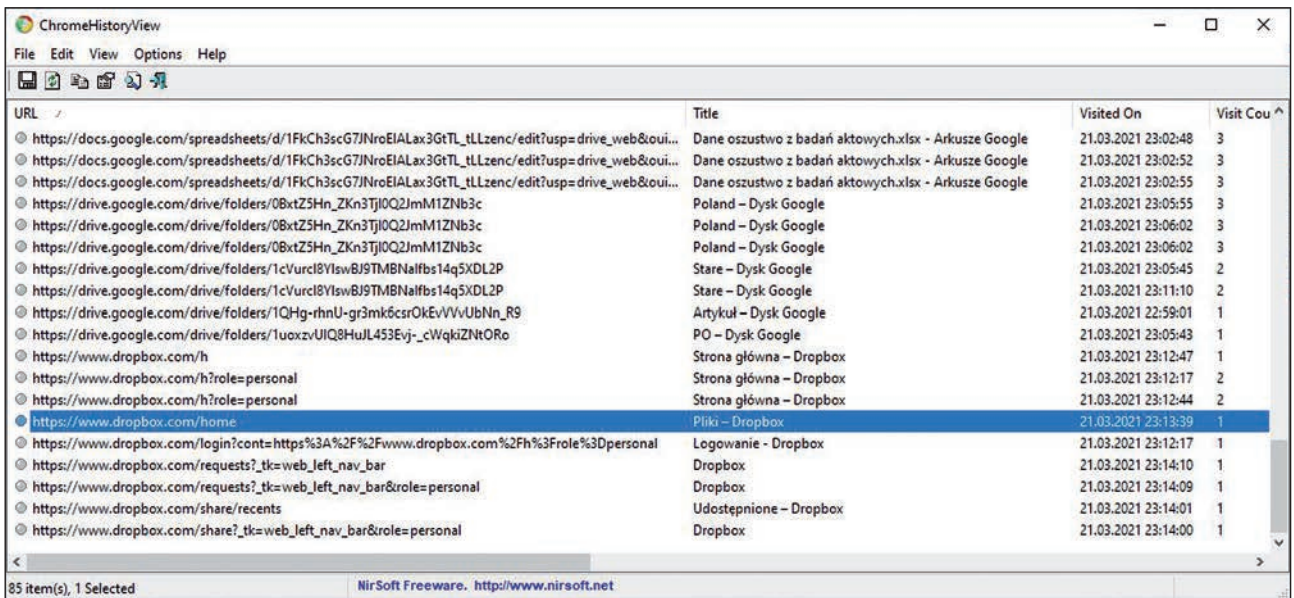 ChromeHistoryView
File Edit View Options Help
URL Title Visited On Visit Cou
https://docs.google.com/spreadsheets/d/1FkCh3scG7JNroEIALax3GtTL_tLLzenc/edit?usp=drive_web&oui... Dane oszustwo z badań aktowych.xlsx - Arkusze Google 21.03.2021 23:02:48 3
https://docs.google.com/spreadsheets/d/1FkCh3scG7JNroEIALax3GtTL_tLLzenc/edit?usp=drive_web&oui... Dane oszustwo z badań aktowych.xlsx - Arkusze Google 21.03.2021 23:02:52 3
https://docs.google.com/spreadsheets/d/1FkCh3scG7JNroEIALax3GtTL_tLLzenc/edit?usp=drive_web&oui... Dane oszustwo z badań aktowych.xlsx - Arkusze Google 21.03.2021 23:02:55 3
https://drive.google.com/drive/folders/0BxtZ5Hn_ZKn3Tjl0Q2JmM1ZNb3c Poland – Dysk Google 21.03.2021 23:05:55 3
https://drive.google.com/drive/folders/0BxtZ5Hn_ZKn3Tjl0Q2JmM1ZNb3c Poland – Dysk Google 21.03.2021 23:06:02 3
https://drive.google.com/drive/folders/0BxtZ5Hn_ZKn3Tjl0Q2JmM1ZNb3c Poland – Dysk Google 21.03.2021 23:06:02 3
https://drive.google.com/drive/folders/1cVurcl8YlswBJ9TMBNalfbs14q5XDL2P Stare – Dysk Google 21.03.2021 23:05:45 2
https://drive.google.com/drive/folders/1cVurcl8YlswBJ9TMBNalfbs14q5XDL2P Stare – Dysk Google 21.03.2021 23:11:10 2
https://drive.google.com/drive/folders/1QHg-rhnU-gr3mk6csrOkEvVVvUbNn_R9 Artykuł – Dysk Google 21.03.2021 22:59:01 1
https://drive.google.com/drive/folders/1uoxzvUIQ8HuJL453Evj-_cWqkiZNtORo PO – Dysk Google 21.03.2021 23:05:43 1
https://www.dropbox.com/h Strona główna – Dropbox 21.03.2021 23:12:47 1
https://www.dropbox.com/h?role=personal Strona główna – Dropbox 21.03.2021 23:12:17 2
https://www.dropbox.com/h?role=personal Strona główna – Dropbox 21.03.2021 23:12:44 2
https://www.dropbox.com/home Pliki – Dropbox 21.03.2021 23:13:39 1
https://www.dropbox.com/login?cont=https%3A%2F%2Fwww.dropbox.com%2Fh%3Frole%3Dpersonal Logowanie - Dropbox 21.03.2021 23:12:17 1
https://www.dropbox.com/requests?_tk=web_left_nav_bar Dropbox 21.03.2021 23:14:10 1
https://www.dropbox.com/requests?_tk=web_left_nav_bar&role=personal Dropbox 21.03.2021 23:14:09 1
https://www.dropbox.com/share/recents Udostępnione – Dropbox 21.03.2021 23:14:01 1
https://www.dropbox.com/share?_tk=web_left_nav_bar&role=personal Dropbox 21.03.2021 23:14:00 1
85 item(s), 1 Selected NirSoft Freeware. http://www.nirsoft.net